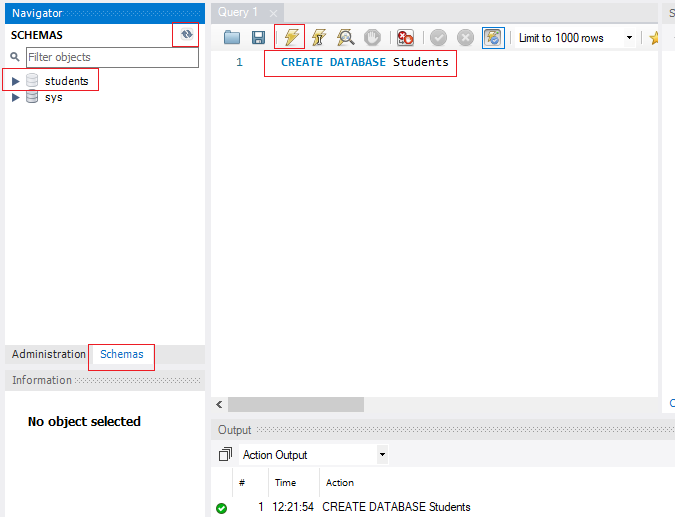 Navigator
SCHEMAS
Filter objects
students
sys
Administration Schemas
Information
No object selected
Query 1
Limit to 1000 rows
1 CREATE DATABASE Students
Output
Action Output
# Time Action
1 12:21:54 CREATE DATABASE Students